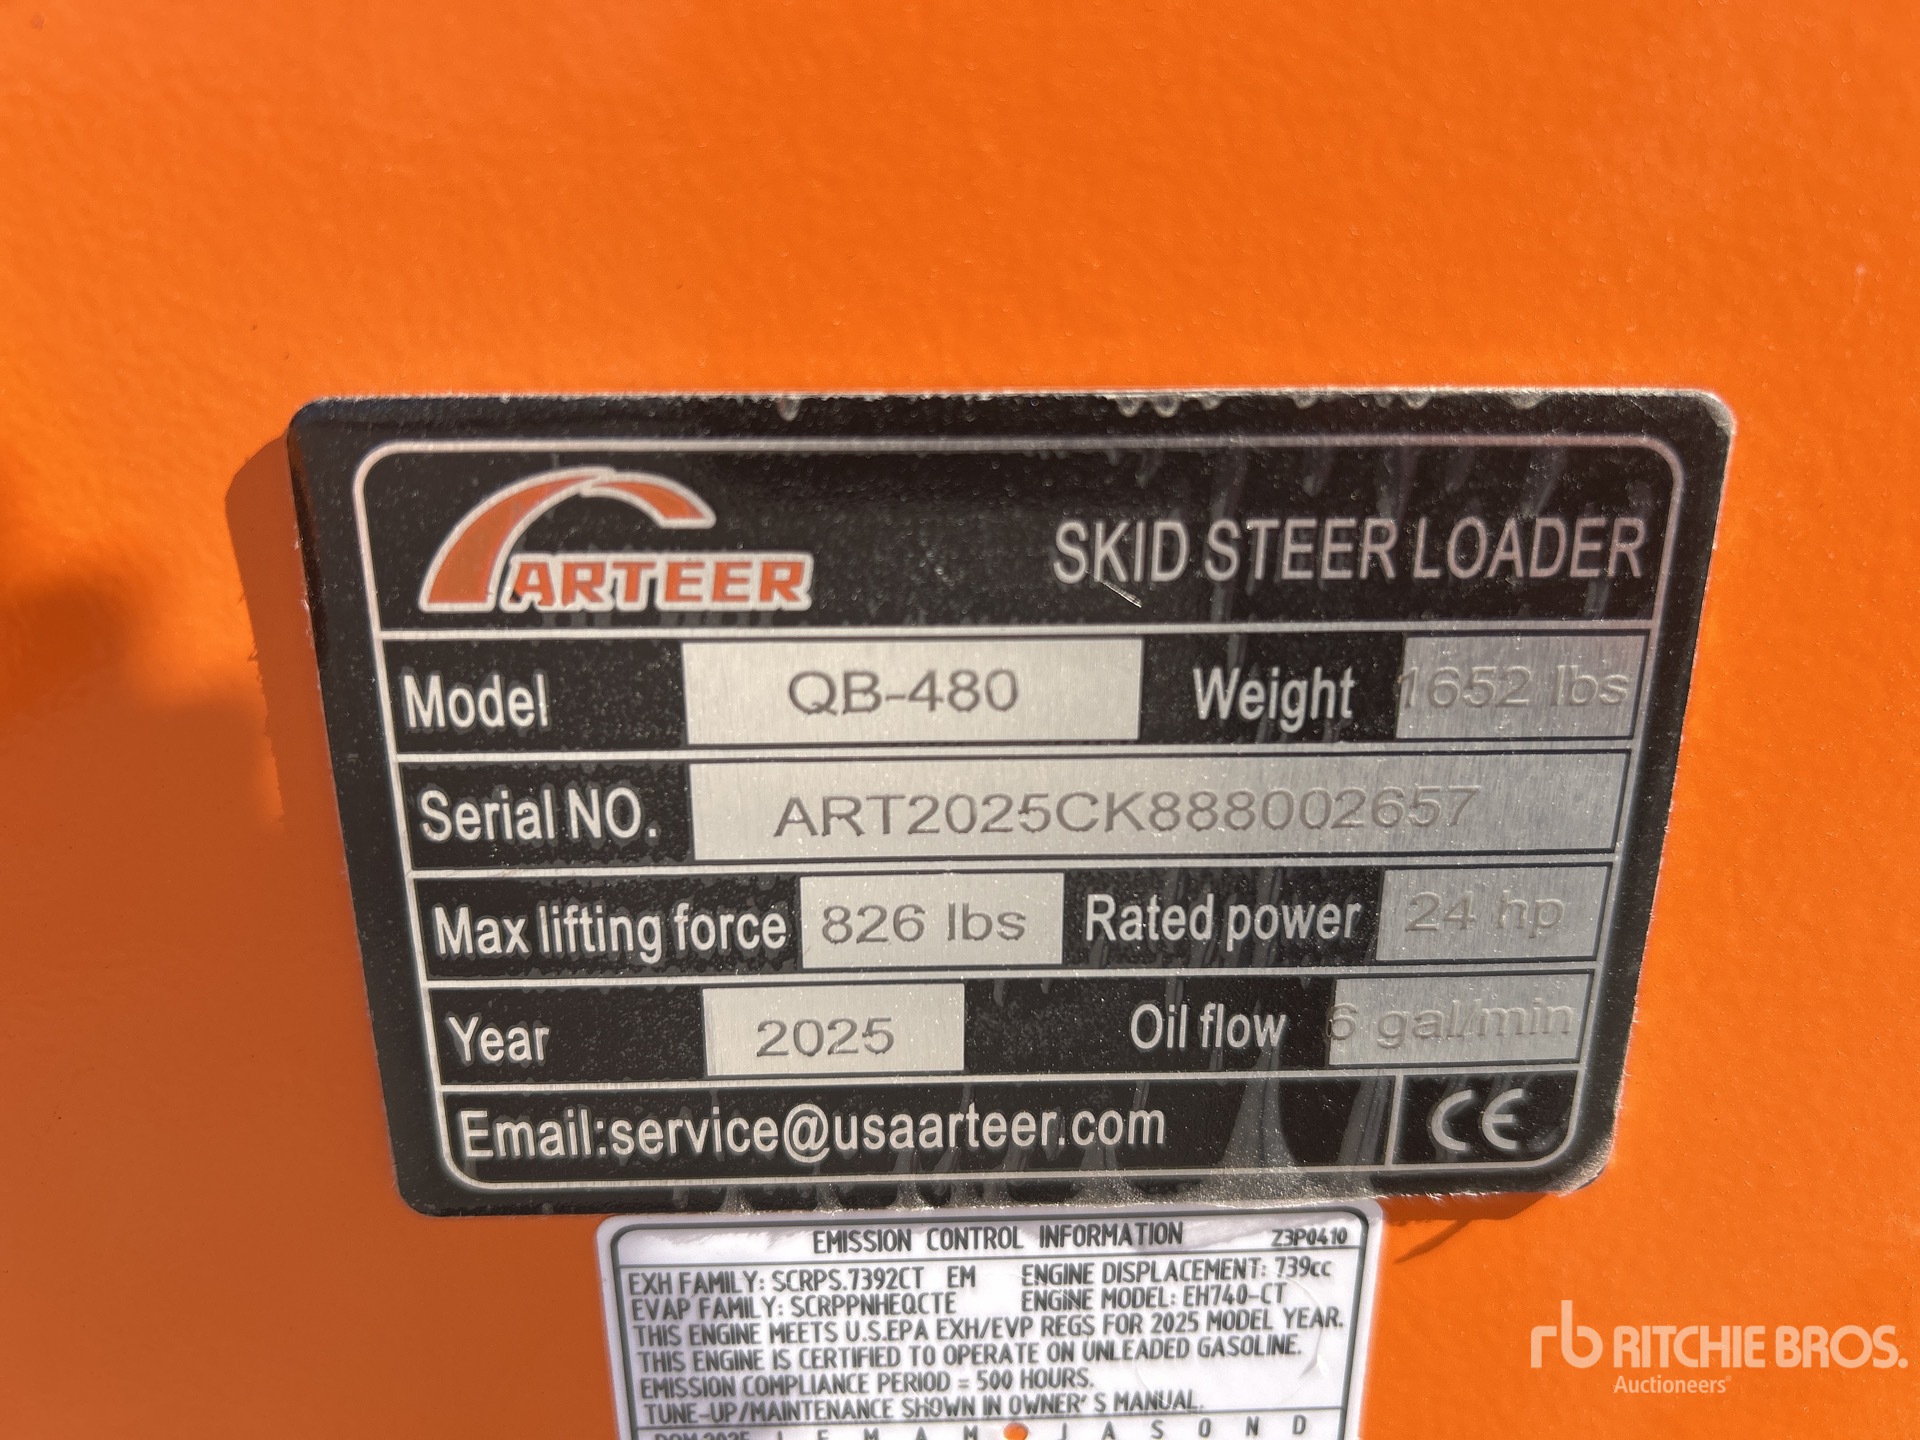 ARTEER
SKID STEER LOADER
Model QB-480 Weight 1652 lbs
Serial NO. ART2025CK888002657
Max lifting force 826 lbs Rated power 24 hp
Year 2025 Oil flow 6 gal/min
Email:service@usaarteer.com CE
EMISSION CONTROL INFORMATION Z3P0410
EXH FAMILY: SCRPS.7392CT EM ENGINE DISPLACEMENT: 739cc
EVAP FAMILY: SCRPPNHEQCTE ENGINE MODEL: EH740-CT
THIS ENGINE MEETS U.S.EPA EXH/EVP REGS FOR 2025 MODEL YEAR.
THIS ENGINE IS CERTIFIED TO OPERATE ON UNLEADED GASOLINE.
EMISSION COMPLIANCE PERIOD = 500 HOURS.
TUNE-UP/MAINTENANCE SHOWN IN OWNER'S MANUAL.
DOM 2025 J F M A M J A S O N D
rb RITCHIE BROS.
Auctioneers